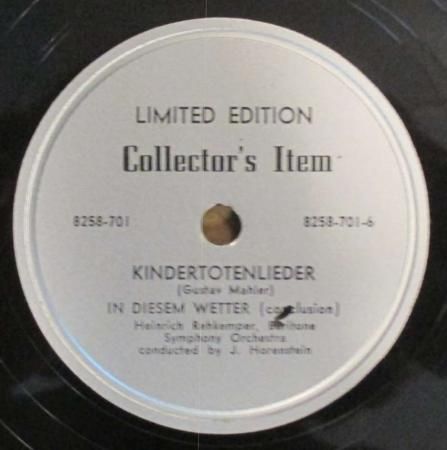 LIMITED EDITION
Collector's Item
8258-701 8258-701-6
KINDERTOTENLIEDER
(Gustav Mahler)
IN DIESEM WETTER (conclusion)
Heinrich Rehkemper, Baritone
Symphony Orchestra
conducted by J. Horenstein